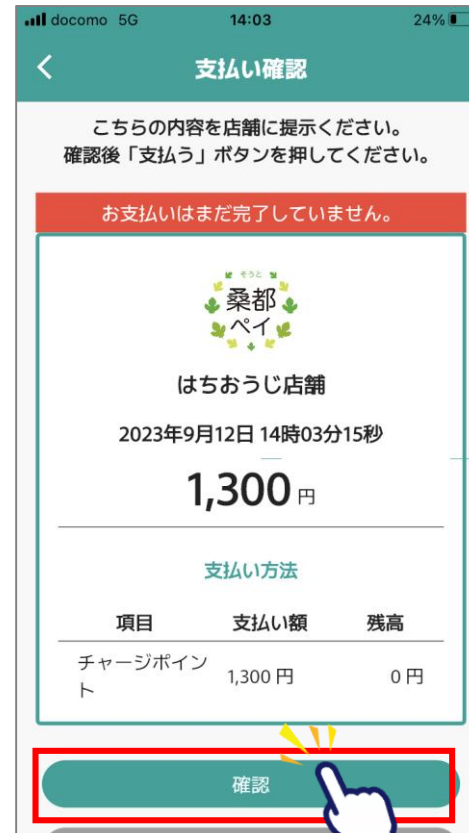 docomo 5G 14:03 24%
支払い確認
こちらの内容を店舗に提示ください。
確認後「支払う」ボタンを押してください。
お支払いはまだ完了していません。
そうと
桑都
ペイ
はちおうじ店舗
2023年9月12日 14時03分15秒
1,300 円
支払い方法
項目 支払い額 残高
チャージポイン
ト 1,300 円 0 円
確認